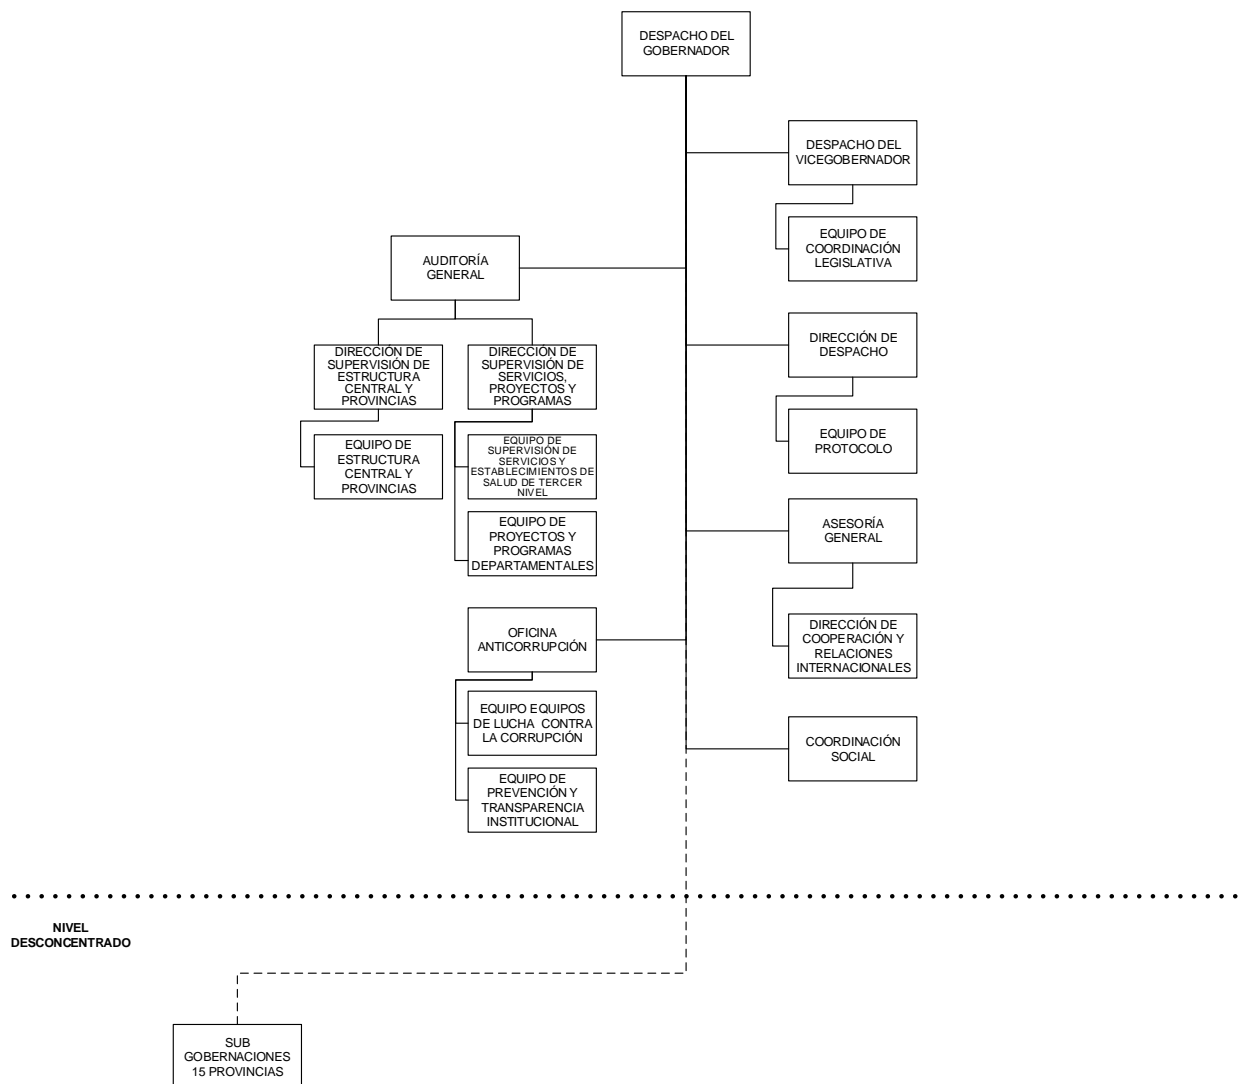 DESPACHO DEL
GOBERNADOR
DESPACHO DEL
VICEGOBERNADOR
EQUIPO DE
COORDINACIÓN
LEGISLATIVA
AUDITORÍA
GENERAL
DIRECCIÓN DE
SUPERVISIÓN DE
ESTRUCTURA
CENTRAL Y
PROVINCIAS
DIRECCIÓN DE
SUPERVISIÓN DE
SERVICIOS,
PROYECTOS Y
PROGRAMAS
EQUIPO DE
ESTRUCTURA
CENTRAL Y
PROVINCIAS
EQUIPO DE
SUPERVISIÓN DE
SERVICIOS Y
ESTABLECIMIENTOS DE
SALUD DE TERCER
NIVEL
EQUIPO DE
PROYECTOS Y
PROGRAMAS
DEPARTAMENTALES
DIRECCIÓN DE
DESPACHO
EQUIPO DE
PROTOCOLO
ASESORÍA
GENERAL
DIRECCIÓN DE
COOPERACIÓN Y
RELACIONES
INTERNACIONALES
OFICINA
ANTICORRUPCIÓN
EQUIPO EQUIPOS
DE LUCHA CONTRA
LA CORRUPCIÓN
EQUIPO DE
PREVENCIÓN Y
TRANSPARENCIA
INSTITUCIONAL
COORDINACIÓN
SOCIAL
NIVEL
DESCONCENTRADO
SUB
GOBERNACIONES
15 PROVINCIAS